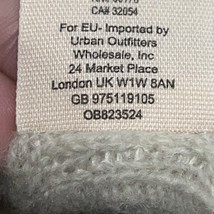 CA# 32054
For EU- Imported by
Urban Outfitters
Wholesale, Inc
24 Market Place
London UK W1W 8AN
GB 975119105
OB823524